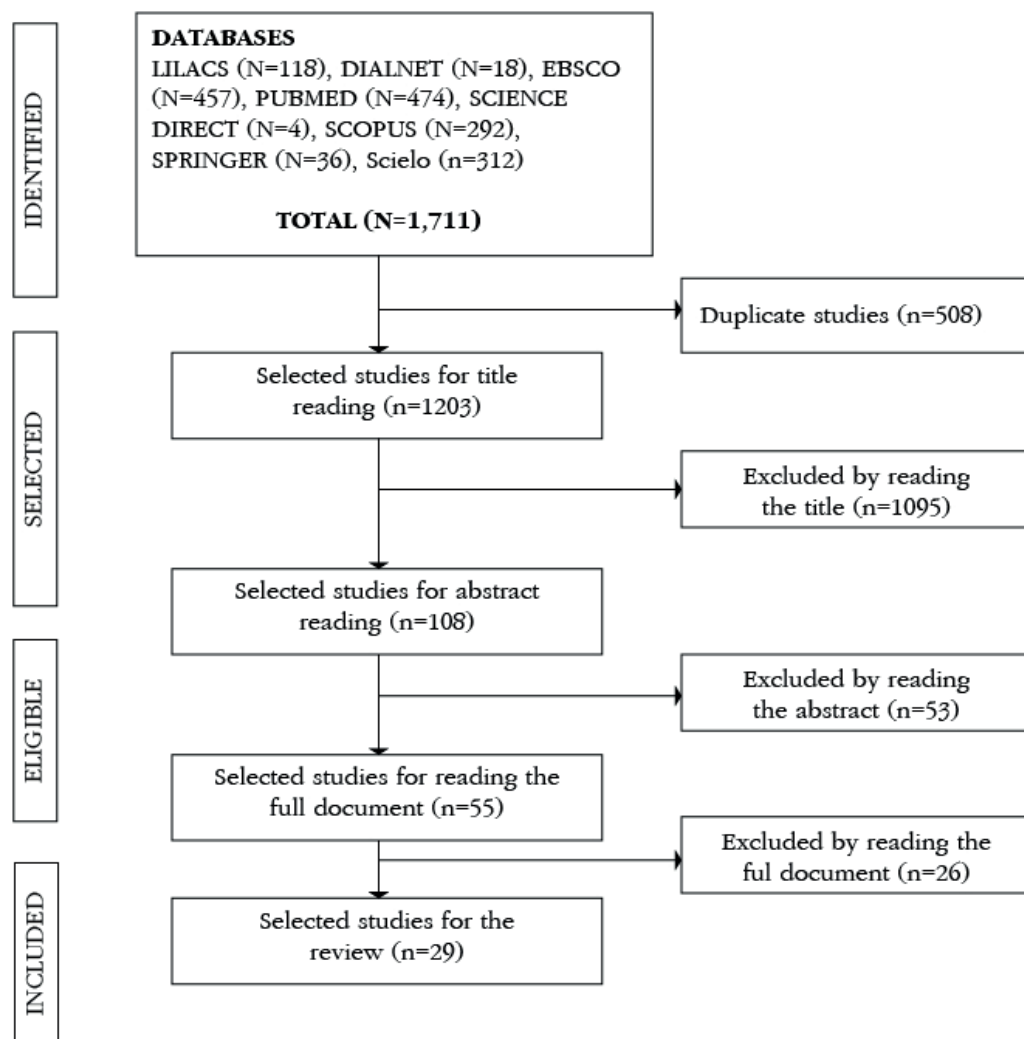 IDENTIFIED
DATABASES
LILACS (N=118), DIALNET (N=18), EBSCO
(N=457), PUBMED (N=474), SCIENCE
DIRECT (N=4), SCOPUS (N=292),
SPRINGER (N=36), Scielo (n=312)
TOTAL (N=1,711)
Duplicate studies (n=508)
SELECTED
Selected studies for title
reading (n=1203)
Excluded by reading
the title (n=1095)
Selected studies for abstract
reading (n=108)
ELIGIBLE
Excluded by reading
the abstract (n=53)
Selected studies for reading the
full document (n=55)
Excluded by reading the
ful document (n=26)
INCLUDED
Selected studies for the
review (n=29)